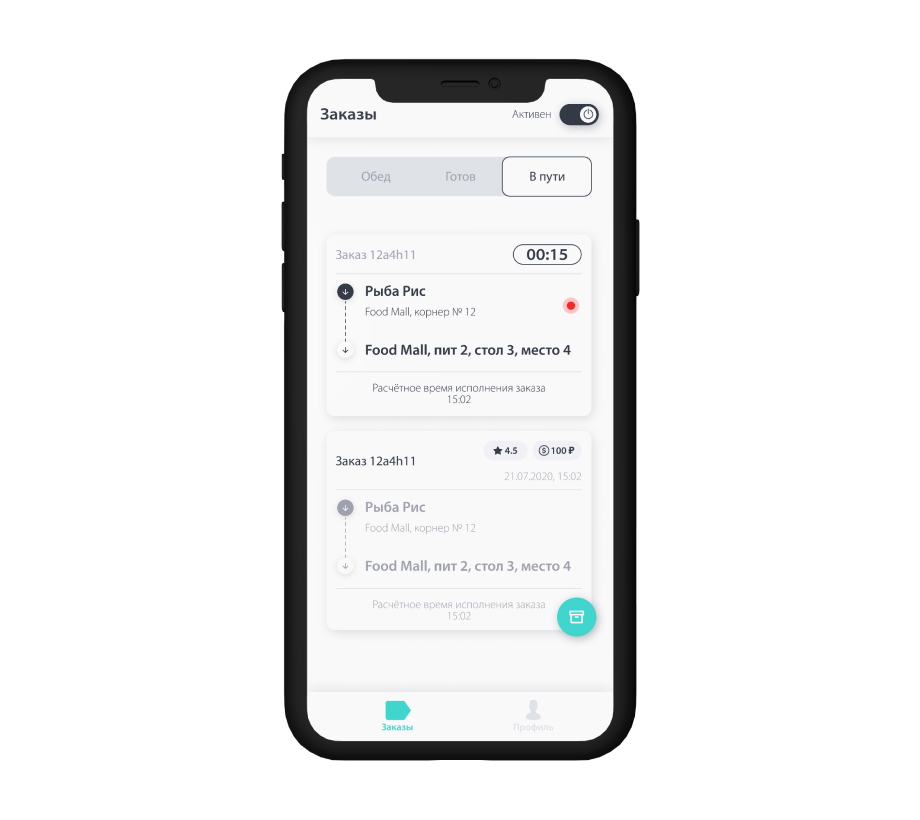 Заказы
Активен
Обед
Готов
В пути
Заказ 12a4h11
00:15
Рыба Рис
Food Mall, корнер № 12
Food Mall, пит 2, стол 3, место 4
Расчётное время исполнения заказа
15:02
Заказ 12a4h11
4.5
100 ₽
21.07.2020, 15:02
Рыба Рис
Food Mall, корнер № 12
Food Mall, пит 2, стол 3, место 4
Расчётное время исполнения заказа
15:02
Заказы
Профиль